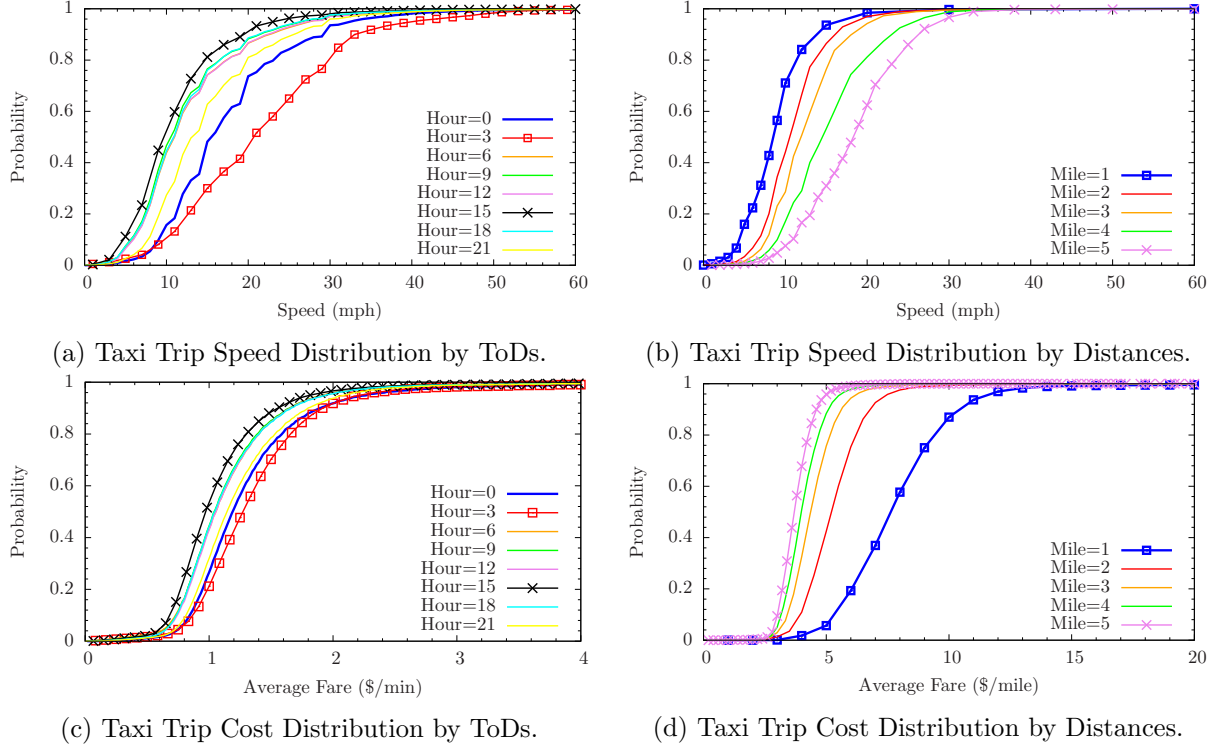 1
0.8
0.6
0.4
0.2
0
Probability
Hour=0
Hour=3
Hour=6
Hour=9
Hour=12
Hour=15
Hour=18
Hour=21
0 10 20 30 40 50 60
Speed (mph)
(a) Taxi Trip Speed Distribution by ToDs.
1
0.8
0.6
0.4
0.2
0
Probability
Mile=1
Mile=2
Mile=3
Mile=4
Mile=5
0 10 20 30 40 50 60
Speed (mph)
(b) Taxi Trip Speed Distribution by Distances.
1
0.8
0.6
0.4
0.2
0
Probability
Hour=0
Hour=3
Hour=6
Hour=9
Hour=12
Hour=15
Hour=18
Hour=21
0 1 2 3 4
Average Fare ($/min)
(c) Taxi Trip Cost Distribution by ToDs.
1
0.8
0.6
0.4
0.2
0
Probability
Mile=1
Mile=2
Mile=3
Mile=4
Mile=5
0 5 10 15 20
Average Fare ($/mile)
(d) Taxi Trip Cost Distribution by Distances.